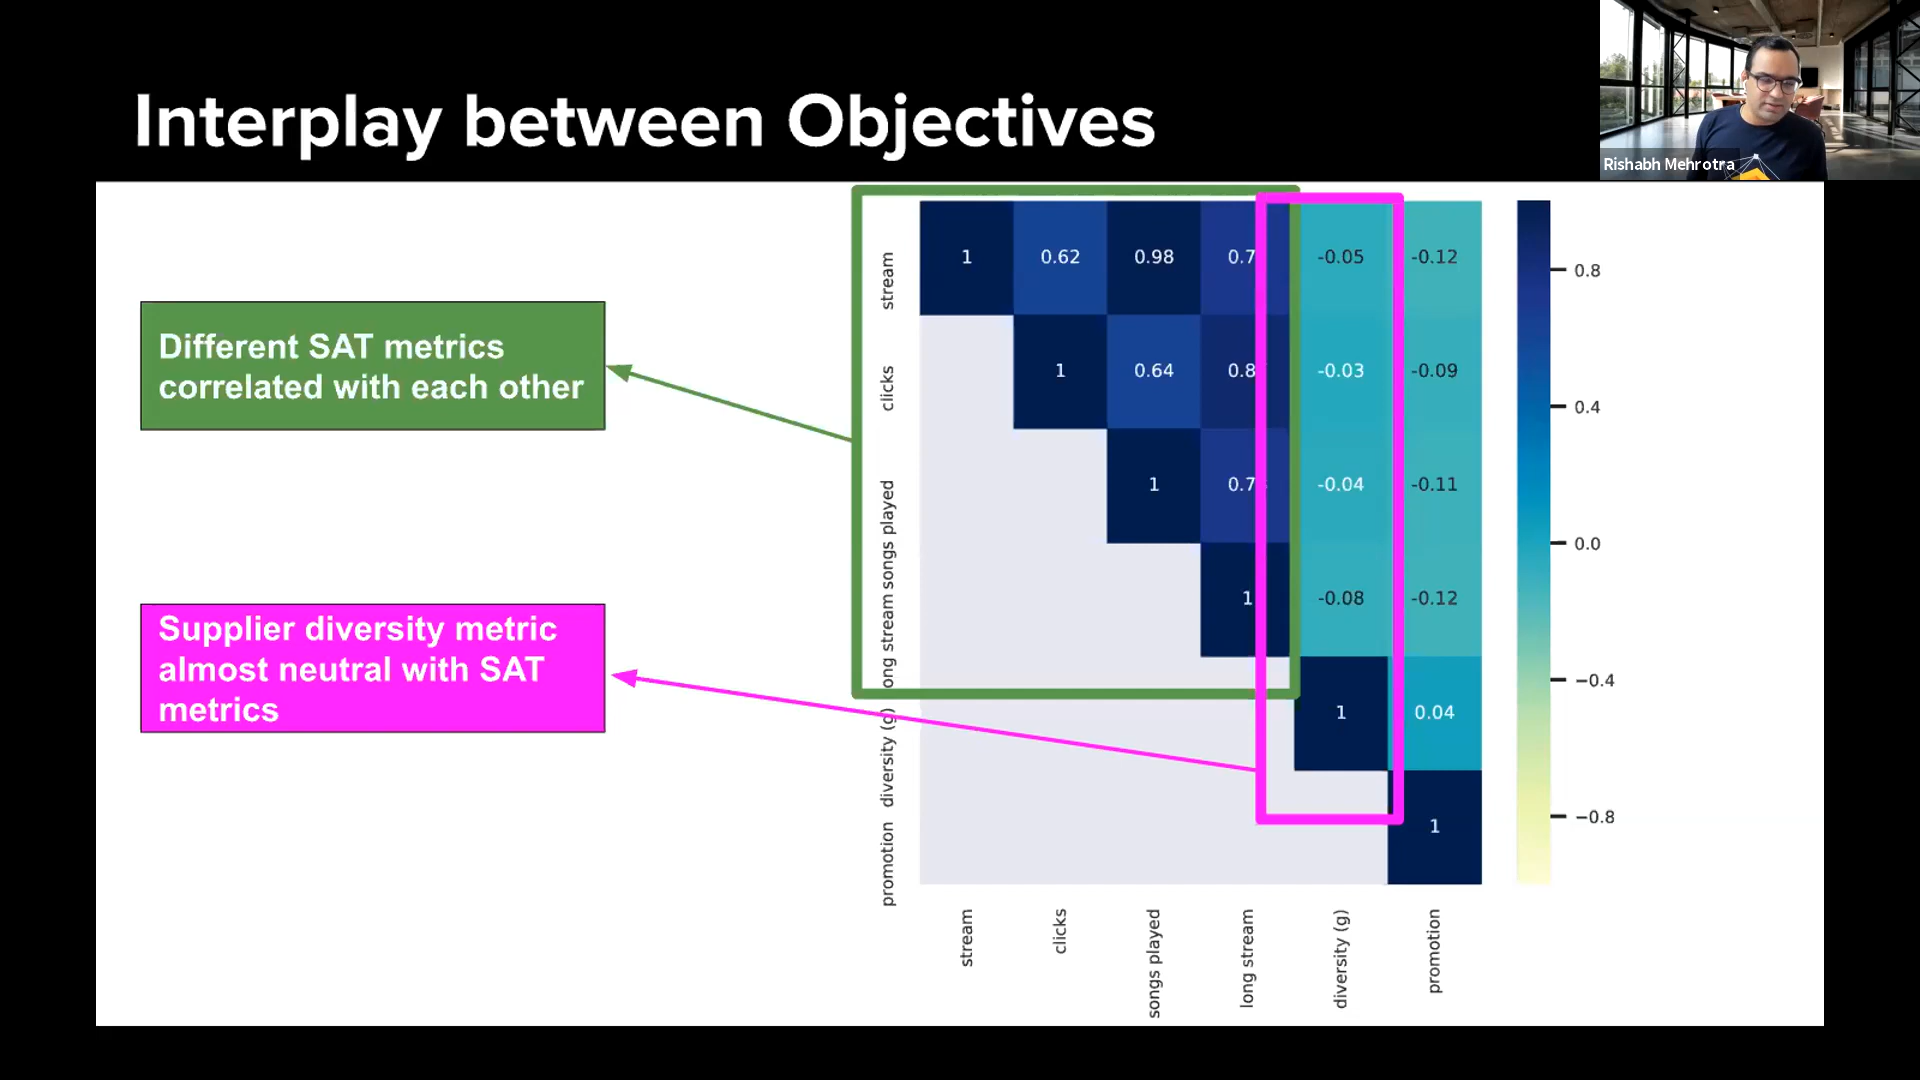 Interplay between Objectives
Rishabh Mehrotra
Different SAT metrics
correlated with each other
Supplier diversity metric
almost neutral with SAT
metrics
stream
clicks
songs played
ong stream
diversity (g)
promotion
1 0.62 0.98 0.7 -0.05 -0.12
1 0.64 0.8 -0.03 -0.09
1 0.7 -0.04 -0.11
1 -0.08 -0.12
1 0.04
1
0.8
0.4
0.0
−0.4
−0.8
stream
clicks
songs played
long stream
diversity (g)
promotion